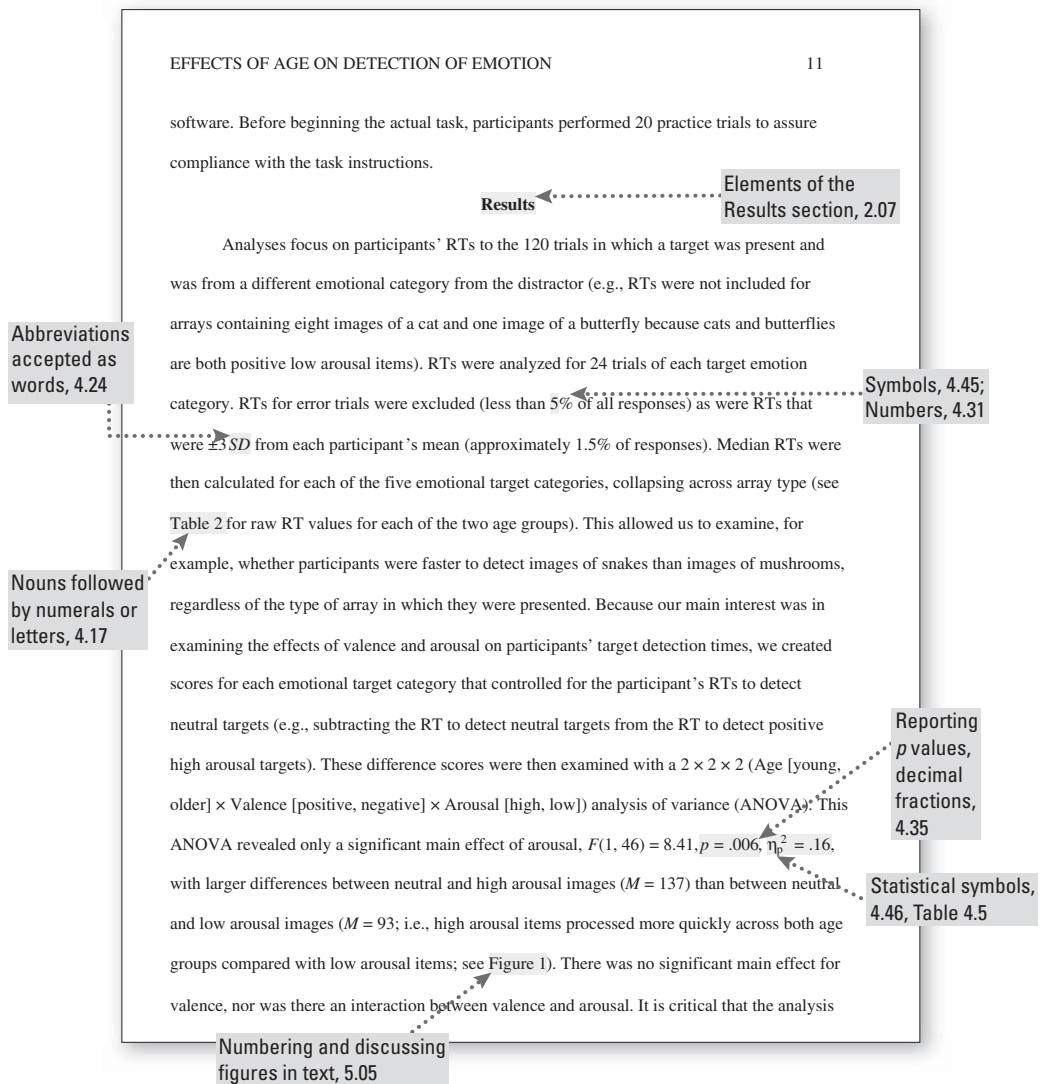 EFFECTS OF AGE ON DETECTION OF EMOTION 11
software. Before beginning the actual task, participants performed 20 practice trials to assure
compliance with the task instructions.
Elements of the
Results section, 2.07
Results
Analyses focus on participants' RTs to the 120 trials in which a target was present and
was from a different emotional category from the distractor (e.g., RTs were not included for
arrays containing eight images of a cat and one image of a butterfly because cats and butterflies
are both positive low arousal items). RTs were analyzed for 24 trials of each target emotion
category. RTs for error trials were excluded (less than 5% of all responses) as were RTs that
were ±3 SD from each participant's mean (approximately 1.5% of responses). Median RTs were
then calculated for each of the five emotional target categories, collapsing across array type (see
Table 2 for raw RT values for each of the two age groups). This allowed us to examine, for
example, whether participants were faster to detect images of snakes than images of mushrooms,
regardless of the type of array in which they were presented. Because our main interest was in
examining the effects of valence and arousal on participants' target detection times, we created
scores for each emotional target category that controlled for the participant's RTs to detect
neutral targets (e.g., subtracting the RT to detect neutral targets from the RT to detect positive
high arousal targets). These difference scores were then examined with a 2 × 2 × 2 (Age [young,
older] × Valence [positive, negative] × Arousal [high, low]) analysis of variance (ANOVA). This
ANOVA revealed only a significant main effect of arousal, F(1, 46) = 8.41, p = .006, ηp² = .16,
with larger differences between neutral and high arousal images (M = 137) than between neutral
and low arousal images (M = 93; i.e., high arousal items processed more quickly across both age
groups compared with low arousal items; see Figure 1). There was no significant main effect for
valence, nor was there an interaction between valence and arousal. It is critical that the analysis
Abbreviations
accepted as
words, 4.24
Symbols, 4.45;
Numbers, 4.31
Nouns followed
by numerals or
letters, 4.17
Reporting
p values,
decimal
fractions,
4.35
Statistical symbols,
4.46, Table 4.5
Numbering and discussing
figures in text, 5.05